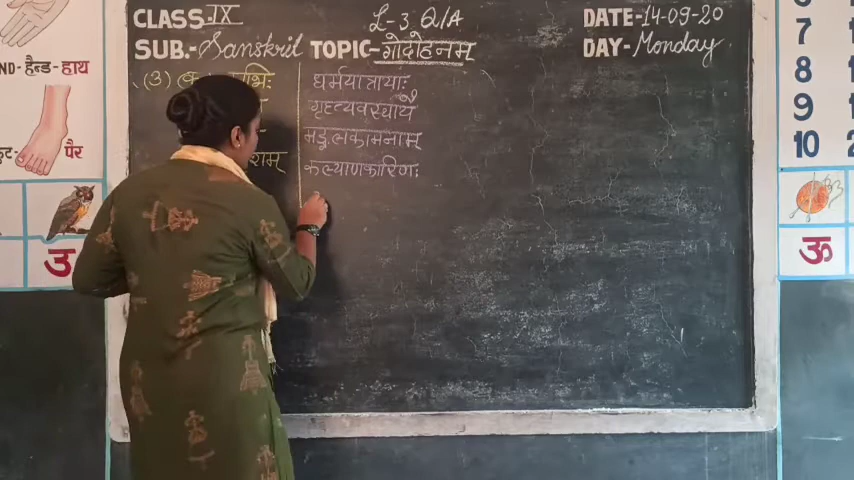 CLASS-IX
L-3 Q/A
DATE-14-09-20
SUB.-Sanskrit
TOPIC-गोदोहनम्
DAY-Monday
(3)
धर्मयात्रायाः
गृहव्यवस्थायै
मङ्गलकामनाम्
कल्याणकारिणः
हैन्ड-हाथ
पैर
उ
7
8
9
10
ऊ